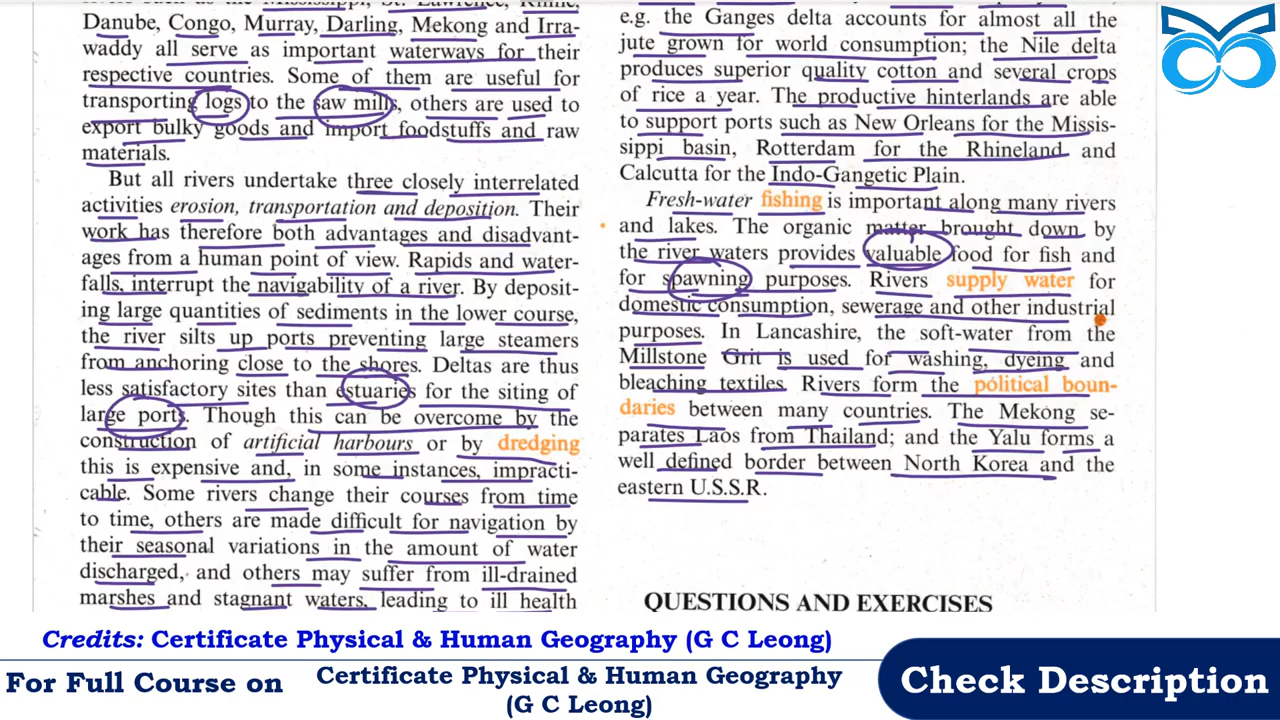 rivers such as the Mississippi, St. Lawrence, Rhine,
Danube, Congo, Murray, Darling, Mekong and Irra-
waddy all serve as important waterways for their
respective countries. Some of them are useful for
transporting logs to the saw mills, others are used to
export bulky goods and import foodstuffs and raw
materials.
But all rivers undertake three closely interrelated
activities erosion, transportation and deposition. Their
work has therefore both advantages and disadvant-
ages from a human point of view. Rapids and water-
falls, interrupt the navigability of a river. By deposit-
ing large quantities of sediments in the lower course,
the river silts up ports preventing large steamers
from anchoring close to the shores. Deltas are thus
less satisfactory sites than estuaries for the siting of
large ports. Though this can be overcome by the
construction of artificial harbours or by dredging
this is expensive and, in some instances, impracti-
cable. Some rivers change their courses from time
to time, others are made difficult for navigation by
their seasonal variations in the amount of water
discharged, and others may suffer from ill-drained
marshes and stagnant waters, leading to ill health
e.g. the Ganges delta accounts for almost all the
jute grown for world consumption; the Nile delta
produces superior quality cotton and several crops
of rice a year. The productive hinterlands are able
to support ports such as New Orleans for the Missis-
sippi basin, Rotterdam for the Rhineland and
Calcutta for the Indo-Gangetic Plain.
Fresh-water fishing is important along many rivers
and lakes. The organic matter brought down by
the river waters provides valuable food for fish and
for spawning purposes. Rivers supply water for
domestic consumption, sewerage and other industrial
purposes. In Lancashire, the soft-water from the
Millstone Grit is used for washing, dyeing and
bleaching textiles. Rivers form the political boun-
daries between many countries. The Mekong se-
parates Laos from Thailand; and the Yalu forms a
well defined border between North Korea and the
eastern U.S.S.R.
QUESTIONS AND EXERCISES
Credits: Certificate Physical & Human Geography (G C Leong)
For Full Course on
Certificate Physical & Human Geography
(G C Leong)
Check Description